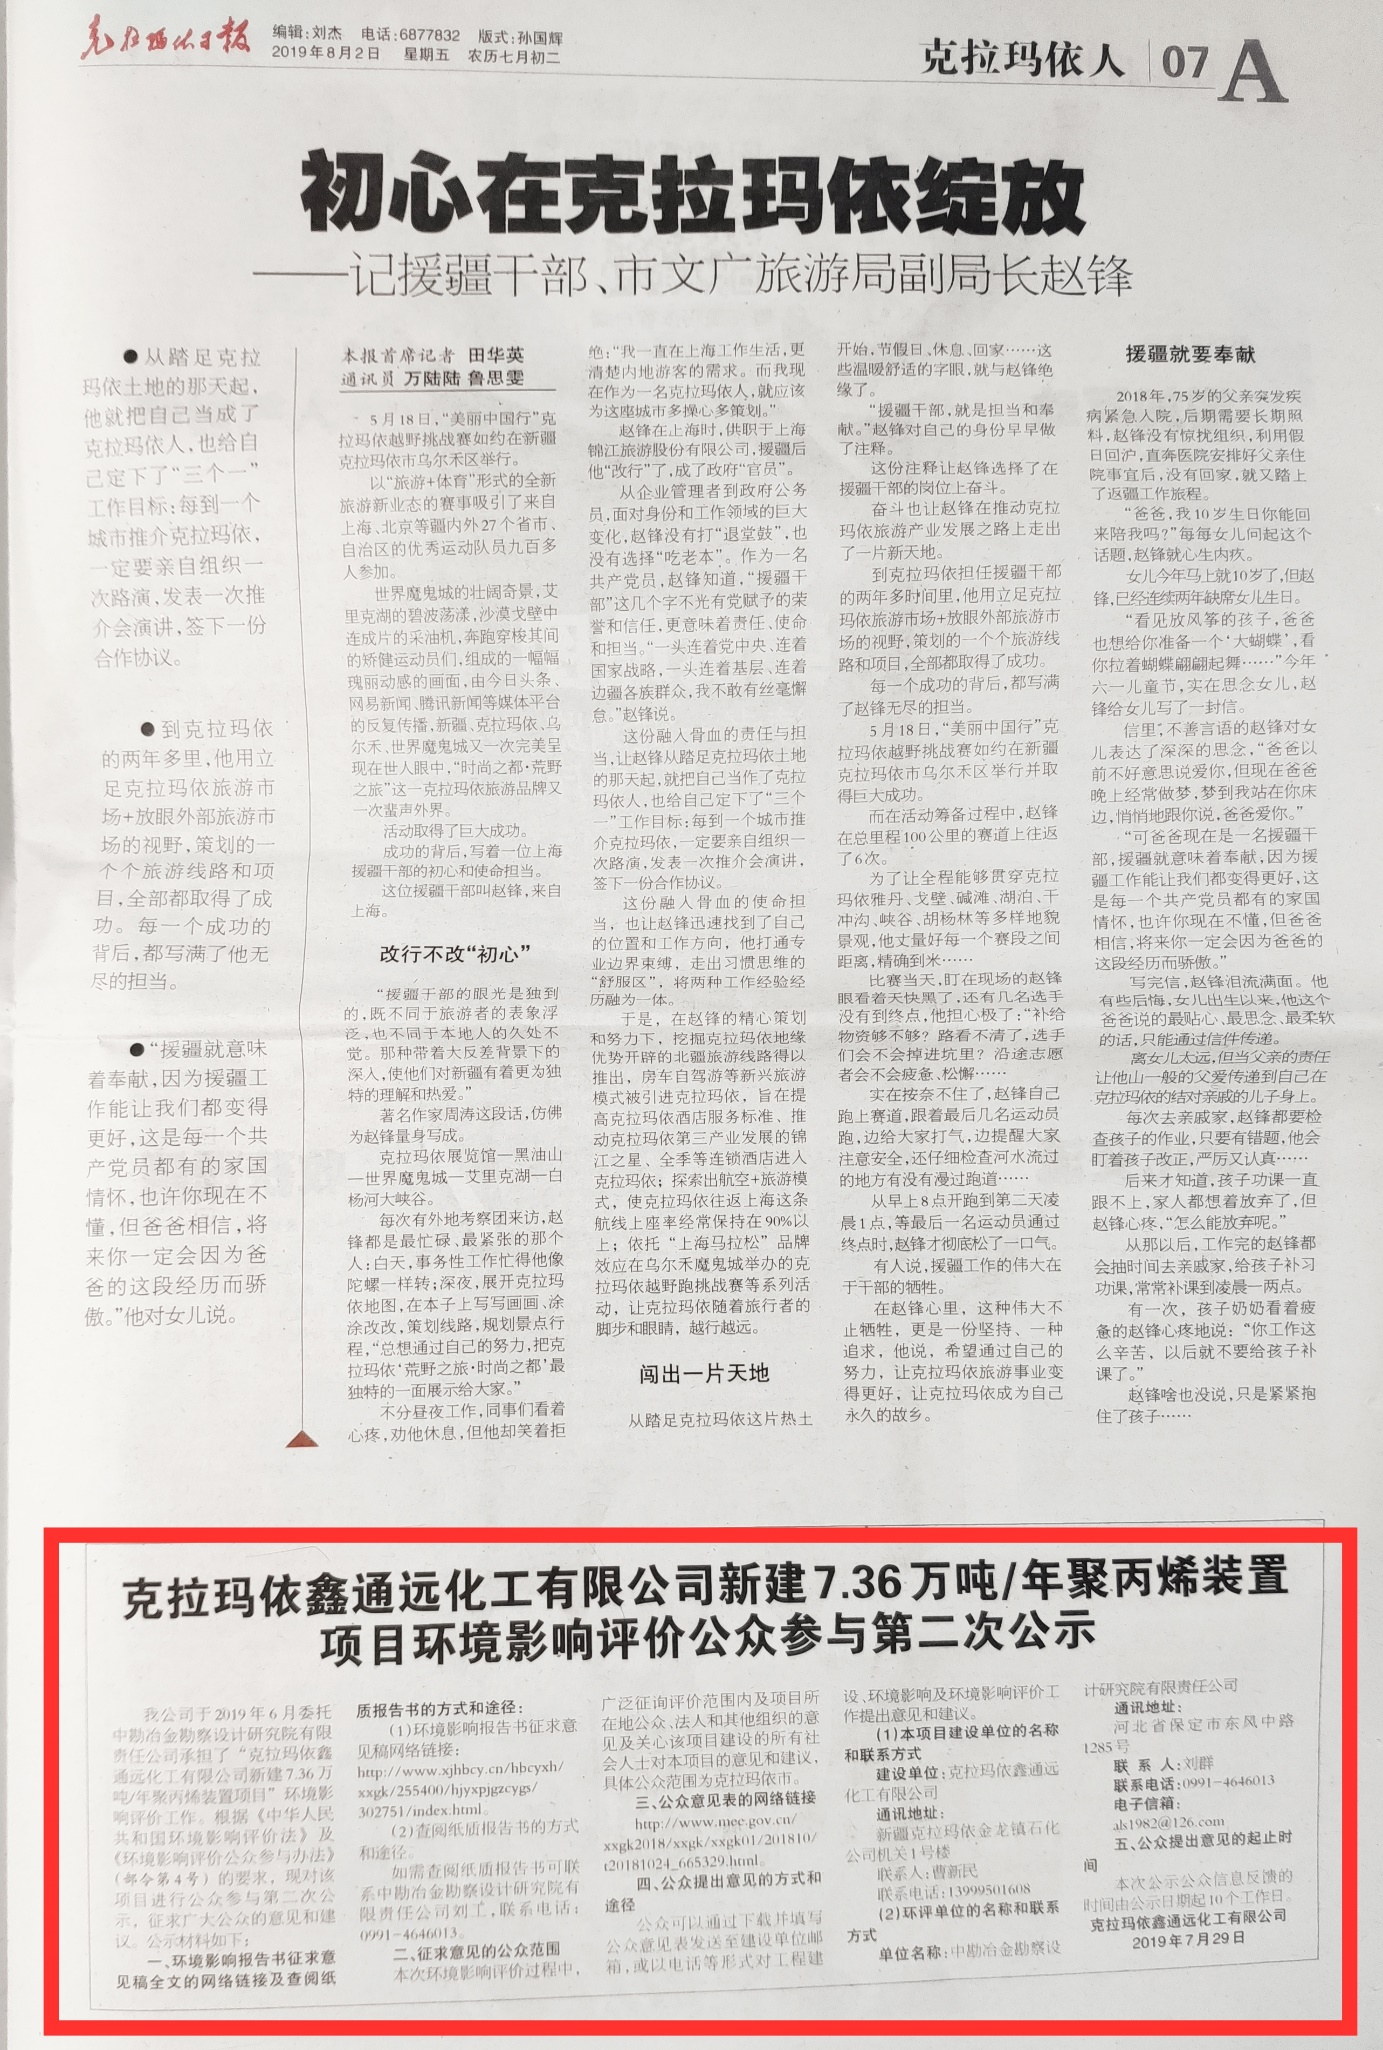 克拉玛依日报
编辑:刘杰 电话:6877832 版式:孙国辉
2019年8月2日 星期五 农历七月初二
克拉玛依人 07 A
初心在克拉玛依绽放
——记援疆干部、市文广旅游局副局长赵锋
●从踏足克拉
玛依土地的那天起,
他就把自己当成了
克拉玛依人,也给自
己定下了“三个一”
工作目标:每到一个
城市推介克拉玛依,
一定要亲自组织一
次路演,发表一次推
介会演讲,签下一份
合作协议。
●到克拉玛依
的两年多里,他用立
足克拉玛依旅游市
场+放眼外部旅游市
场的视野,策划的一
个个旅游线路和项
目,全部都取得了成
功。每一个成功的
背后,都写满了他无
尽的担当。
●“援疆就意味
着奉献,因为援疆工
作能让我们都变得
更好,这是每一个共
产党员都有的家国
情怀,也许你现在不
懂,但爸爸相信,将
来你一定会因为爸
爸的这段经历而骄
傲。”他对女儿说。
本报首席记者 田华英
通讯员 万陆陆 鲁思雯
5月18日,“美丽中国行”克
拉玛依越野挑战赛如约在新疆
克拉玛依市乌尔禾区举行。
以“旅游+体育”形式的全新
旅游新业态的赛事吸引了来自
上海、北京等疆内外27个省市、
自治区的优秀运动队员九百多
人参加。
世界魔鬼城的壮阔奇景,艾
里克湖的碧波荡漾,沙漠戈壁中
连成片的采油机,奔跑穿梭其间
的矫健运动员们,组成的一幅幅
瑰丽动感的画面,由今日头条、
网易新闻、腾讯新闻等媒体平台
的反复传播,新疆、克拉玛依、乌
尔禾、世界魔鬼城又一次完美呈
现在世人眼中,“时尚之都·荒野
之旅”这一克拉玛依旅游品牌又
一次蜚声外界。
活动取得了巨大成功。
成功的背后,写着一位上海
援疆干部的初心和使命担当。
这位援疆干部叫赵锋,来自
上海。
改行不改“初心”
“援疆干部的眼光是独到
的,既不同于旅游者的表象浮
泛,也不同于本地人的久处不
觉。那种带着大反差背景下的
深入,使他们对新疆有着更为独
特的理解和热爱。”
著名作家周涛这段话,仿佛
为赵锋量身写成。
克拉玛依展览馆—黑油山
—世界魔鬼城—艾里克湖—白
杨河大峡谷。
每次有外地考察团来访,赵
锋都是最忙碌、最紧张的那个
人:白天,事务性工作忙得他像
陀螺一样转;深夜,展开克拉玛
依地图,在本子上写写画画、涂
涂改改,策划线路,规划景点行
程,“总想通过自己的努力,把克
拉玛依‘荒野之旅·时尚之都’最
独特的一面展示给大家。”
不分昼夜工作,同事们看着
心疼,劝他休息,但他却笑着拒
绝:“我一直在上海工作生活,更
清楚内地游客的需求。而我现
在作为一名克拉玛依人,就应该
为这座城市多操心多策划。”
赵锋在上海时,供职于上海
锦江旅游股份有限公司,援疆后
他“改行”了,成了政府“官员”。
从企业管理者到政府公务
员,面对身份和工作领域的巨大
变化,赵锋没有打“退堂鼓”,也
没有选择“吃老本”。作为一名
共产党员,赵锋知道,“援疆干
部”这几个字不光有党赋予的荣
誉和信任,更意味着责任、使命
和担当。“一头连着党中央、连着
国家战略,一头连着基层、连着
边疆各族群众,我不敢有丝毫懈
怠。”赵锋说。
这份融入骨血的责任与担
当,让赵锋从踏足克拉玛依土地
的那天起,就把自己当作了克拉
玛依人,也给自己定下了“三个
一”工作目标:每到一个城市推
介克拉玛依,一定要亲自组织一
次路演,发表一次推介会演讲,
签下一份合作协议。
这份融入骨血的使命担
当,也让赵锋迅速找到了自己
的位置和工作方向,他打通专
业边界束缚,走出习惯思维的
“舒服区”,将两种工作经验经
历融为一体。
于是,在赵锋的精心策划
和努力下,挖掘克拉玛依地缘
优势开辟的北疆旅游线路得以
推出,房车自驾游等新兴旅游
模式被引进克拉玛依,旨在提
高克拉玛依酒店服务标准、推
动克拉玛依第三产业发展的锦
江之星、全季等连锁酒店进入
克拉玛依;探索出航空+旅游模
式,使克拉玛依往返上海这条
航线上座率经常保持在90%以
上;依托“上海马拉松”品牌
效应在乌尔禾魔鬼城举办的克
拉玛依越野跑挑战赛等系列活
动,让克拉玛依随着旅行者的
脚步和眼睛,越行越远。
闯出一片天地
从踏足克拉玛依这片热土
开始,节假日、休息、回家……这
些温暖舒适的字眼,就与赵锋绝
缘了。
“援疆干部,就是担当和奉
献。”赵锋对自己的身份早早做
了注释。
这份注释让赵锋选择了在
援疆干部的岗位上奋斗。
奋斗也让赵锋在推动克拉
玛依旅游产业发展之路上走出
了一片新天地。
到克拉玛依担任援疆干部
的两年多时间里,他用立足克拉
玛依旅游市场+放眼外部旅游市
场的视野,策划的一个个旅游线
路和项目,全部都取得了成功。
每一个成功的背后,都写满
了赵锋无尽的担当。
5月18日,“美丽中国行”克
拉玛依越野挑战赛如约在新疆
克拉玛依市乌尔禾区举行并取
得巨大成功。
而在活动筹备过程中,赵锋
在总里程100公里的赛道上往返
了6次。
为了让全程能够贯穿克拉
玛依雅丹、戈壁、碱滩、湖泊、干
冲沟、峡谷、胡杨林等多样地貌
景观,他丈量好每一个赛段之间
距离,精确到米……
比赛当天,盯在现场的赵锋
眼看着天快黑了,还有几名选手
没有到终点,他担心极了:“补给
物资够不够?路看不清了,选手
们会不会掉进坑里?沿途志愿
者会不会疲惫、松懈……
实在按奈不住了,赵锋自己
跑上赛道,跟着最后几名运动员
跑,边给大家打气,边提醒大家
注意安全,还仔细检查河水流过
的地方有没有漫过跑道……
从早上8点开跑到第二天凌
晨1点,等最后一名运动员通过
终点时,赵锋才彻底松了一口气。
有人说,援疆工作的伟大在
于干部的牺牲。
在赵锋心里,这种伟大不
止牺牲,更是一份坚持、一种
追求,他说,希望通过自己的
努力,让克拉玛依旅游事业变
得更好,让克拉玛依成为自己
永久的故乡。
援疆就要奉献
2018年,75岁的父亲突发疾
病紧急入院,后期需要长期照
料,赵锋没有惊扰组织,利用假
日回沪,直奔医院安排好父亲住
院事宜后,没有回家,就又踏上
了返疆工作旅程。
“爸爸,我10岁生日你能回
来陪我吗?”每每女儿问起这个
话题,赵锋就心生内疚。
女儿今年马上就10岁了,但赵
锋,已经连续两年缺席女儿生日。
“看见放风筝的孩子,爸爸
也想给你准备一个‘大蝴蝶’,看
你拉着蝴蝶翩翩起舞……”今年
六一儿童节,实在思念女儿,赵
锋给女儿写了一封信。
信里,不善言语的赵锋对女
儿表达了深深的思念,“爸爸以
前不好意思说爱你,但现在爸爸
晚上经常做梦,梦到我站在你床
边,悄悄地跟你说,爸爸爱你。”
“可爸爸现在是一名援疆干
部,援疆就意味着奉献,因为援
疆工作能让我们都变得更好,这
是每一个共产党员都有的家国
情怀,也许你现在不懂,但爸爸
相信,将来你一定会因为爸爸的
这段经历而骄傲。”
写完信,赵锋泪流满面。他
有些后悔,女儿出生以来,他这个
爸爸说的最贴心、最思念、最柔软
的话,只能通过信件传递。
离女儿太远,但当父亲的责任
让他山一般的父爱传递到自己在
克拉玛依的结对亲戚的儿子身上。
每次去亲戚家,赵锋都要检
查孩子的作业,只要有错题,他会
盯着孩子改正,严厉又认真……
后来才知道,孩子功课一直
跟不上,家人都想着放弃了,但
赵锋心疼,“怎么能放弃呢。”
从那以后,工作完的赵锋都
会抽时间去亲戚家,给孩子补习
功课,常常补课到凌晨一两点。
有一次,孩子奶奶看着疲
惫的赵锋心疼地说:“你工作这
么辛苦,以后就不要给孩子补
课了。”
赵锋啥也没说,只是紧紧抱
住了孩子……
克拉玛依鑫通远化工有限公司新建7.36万吨/年聚丙烯装置
项目环境影响评价公众参与第二次公示
我公司于2019年6月委托
中勘冶金勘察设计研究院有限
责任公司承担了“克拉玛依鑫
通远化工有限公司新建7.36万
吨/年聚丙烯装置项目”环境影
响评价工作。根据《中华人民
共和国环境影响评价法》及
《环境影响评价公众参与办法》
(部令第4号)的要求,现对该
项目进行公众参与第二次公
示,征求广大公众的意见和建
议。公示材料如下:
一、环境影响报告书征求意
见稿全文的网络链接及查阅纸
质报告书的方式和途径:
(1)环境影响报告书征求意
见稿网络链接:
http://www.xjhbcy.cn/hbcyxh/
xxgk/255400/hjyxpjgzcygs/
302751/index.html。
(2)查阅纸质报告书的方式
和途径。
如需查阅纸质报告书可联
系中勘冶金勘察设计研究院有
限责任公司刘工,联系电话:
0991-4646013。
二、征求意见的公众范围
本次环境影响评价过程中,
广泛征询评价范围内及项目所
在地公众、法人和其他组织的意
见及关心该项目建设的所有社
会人士对本项目的意见和建议,
具体公众范围为克拉玛依市。
三、公众意见表的网络链接
http://www.mee.gov.cn/
xxgk2018/xxgk/xxgk01/201810/
t20181024_665329.html。
四、公众提出意见的方式和
途径
公众可以通过下载并填写
公众意见表发送至建设单位邮
箱,或以电话等形式对工程建
设、环境影响及环境影响评价工
作提出意见和建议。
(1)本项目建设单位的名称
和联系方式
建设单位:克拉玛依鑫通远
化工有限公司
通讯地址:
新疆克拉玛依金龙镇石化
公司机关1号楼
联系人:曹新民
联系电话:13999501608
(2)环评单位的名称和联系
方式
单位名称:中勘冶金勘察设
计研究院有限责任公司
通讯地址:
河北省保定市东风中路
1285号
联 系 人:刘群
联系电话:0991-4646013
电子信箱:
als1982@126.com
五、公众提出意见的起止时
间
本次公示公众信息反馈的
时间由公示日期起10个工作日。
克拉玛依鑫通远化工有限公司
2019年7月29日